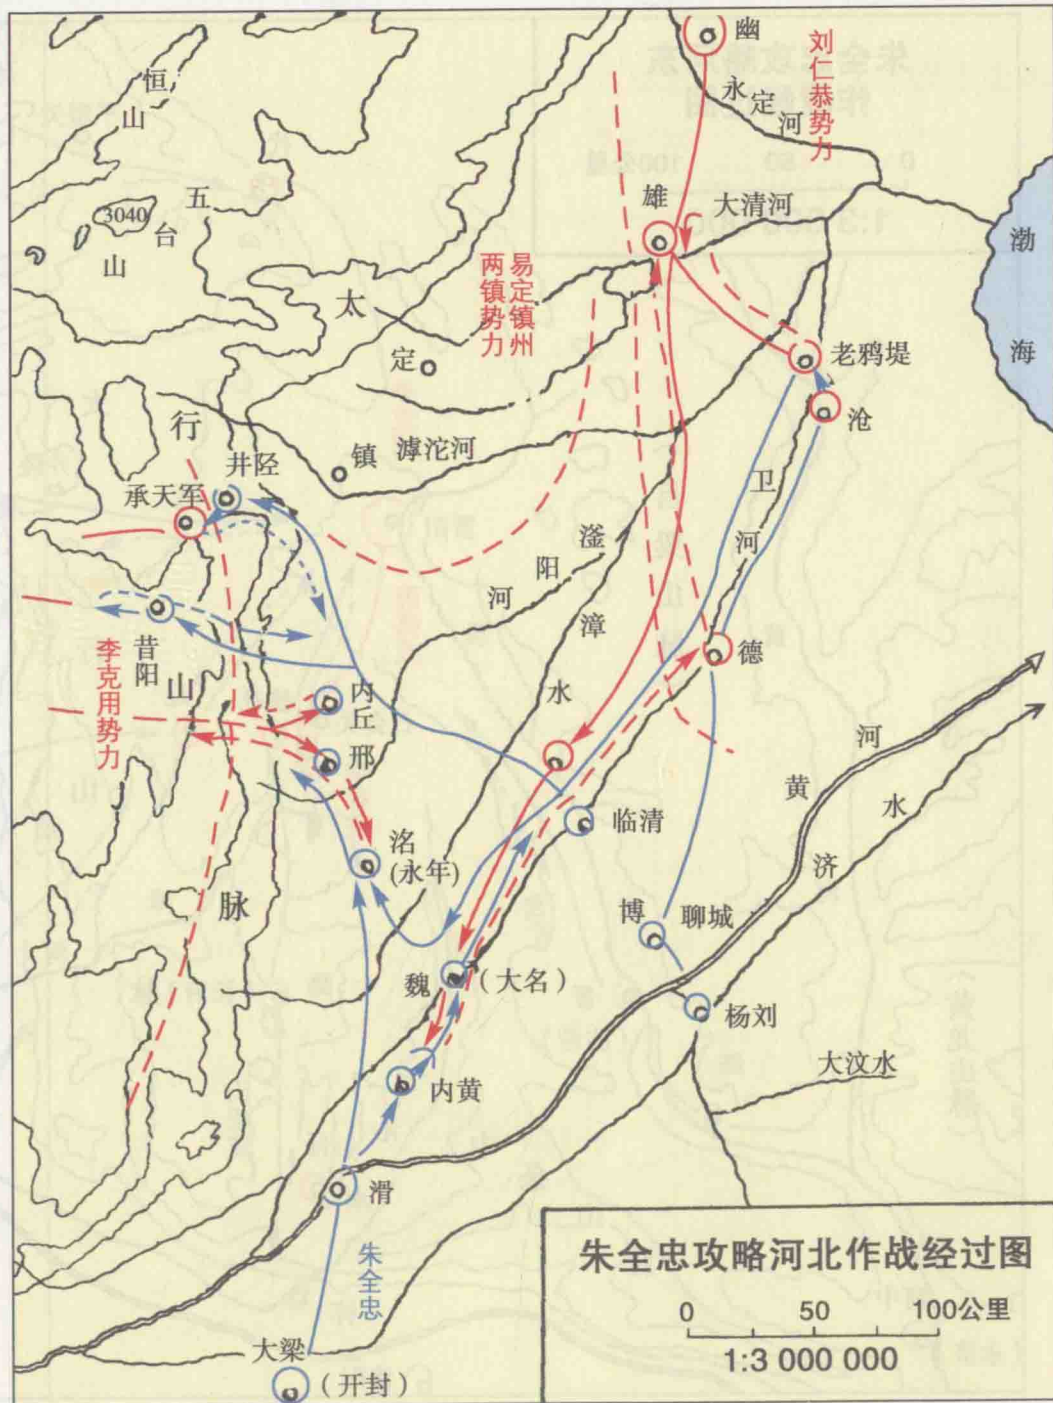 幽
刘仁恭势力
永定河
恒山
五台山
3040
雄
大清河
渤海
易定镇州
两镇势力
太行山脉
定
老鸦堤
沧
镇
滹沱河
井陉
承天军
卫河
滏阳河
漳水
昔阳
李克用势力
德
内丘
邢
黄河
济水
临清
洺
(永年)
博
聊城
魏
(大名)
杨刘
内黄
大汶水
滑
朱全忠
大梁
(开封)
朱全忠攻略河北作战经过图
0 50 100公里
1:3 000 000